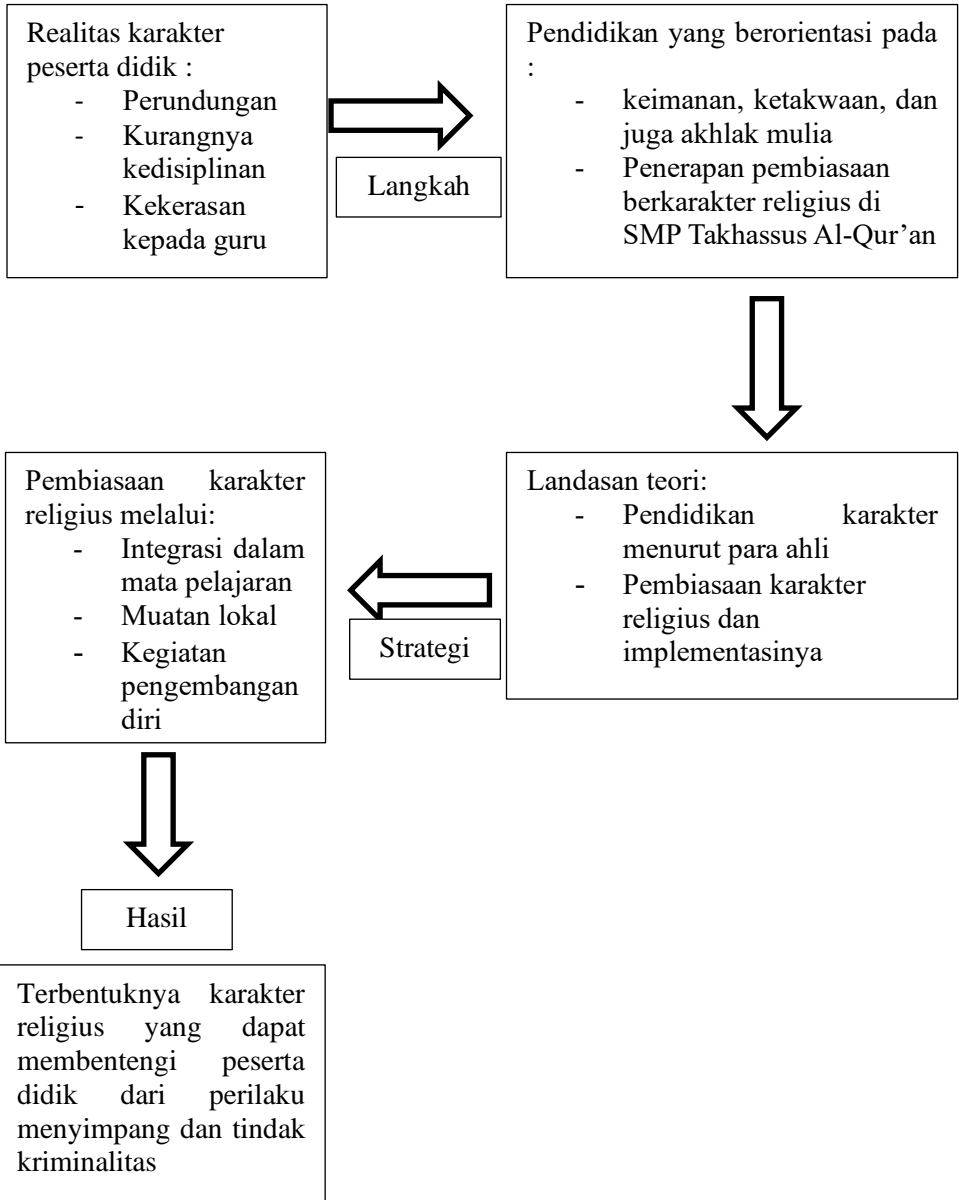 Realitas karakter
peserta didik :
- Perundungan
- Kurangnya
kedisiplinan
- Kekerasan
kepada guru
Langkah
Pendidikan yang berorientasi pada
:
- keimanan, ketakwaan, dan
juga akhlak mulia
- Penerapan pembiasaan
berkarakter religius di
SMP Takhassus Al-Qur’an
Landasan teori:
- Pendidikan karakter
menurut para ahli
- Pembiasaan karakter
religius dan
implementasinya
Strategi
Pembiasaan karakter
religius melalui:
- Integrasi dalam
mata pelajaran
- Muatan lokal
- Kegiatan
pengembangan
diri
Hasil
Terbentuknya karakter
religius yang dapat
membentengi peserta
didik dari perilaku
menyimpang dan tindak
kriminalitas